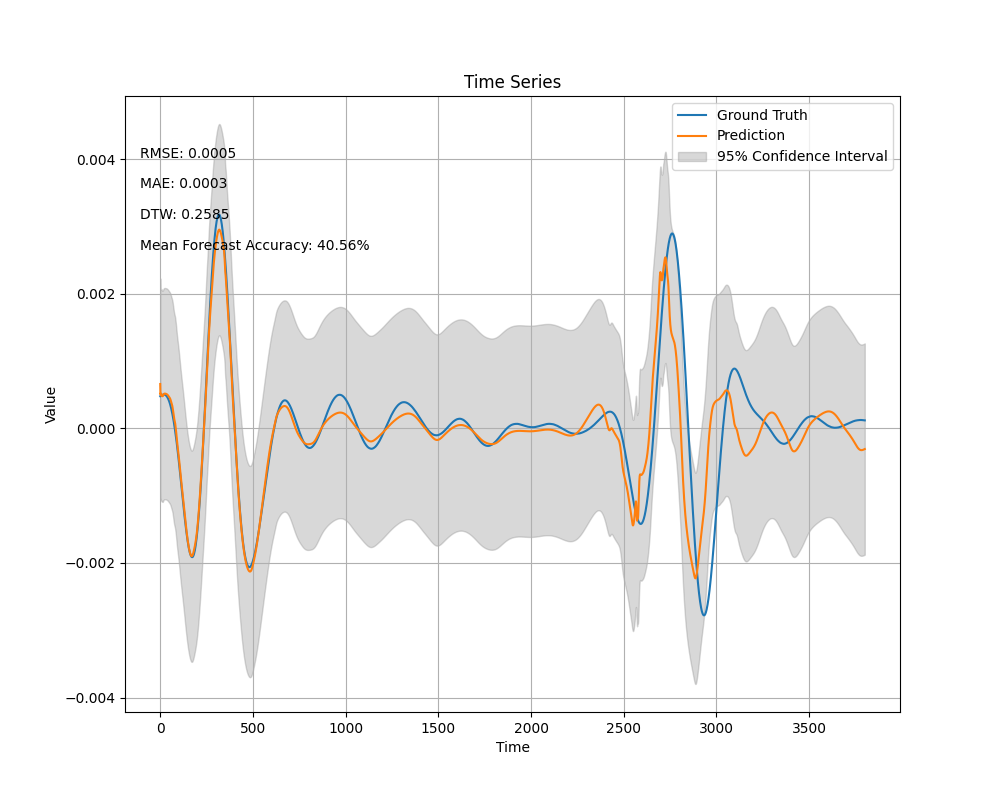 Time Series
Ground Truth
Prediction
95% Confidence Interval
RMSE: 0.0005
MAE: 0.0003
DTW: 0.2585
Mean Forecast Accuracy: 40.56%
Value
0.004
0.002
0.000
−0.002
−0.004
0 500 1000 1500 2000 2500 3000 3500
Time